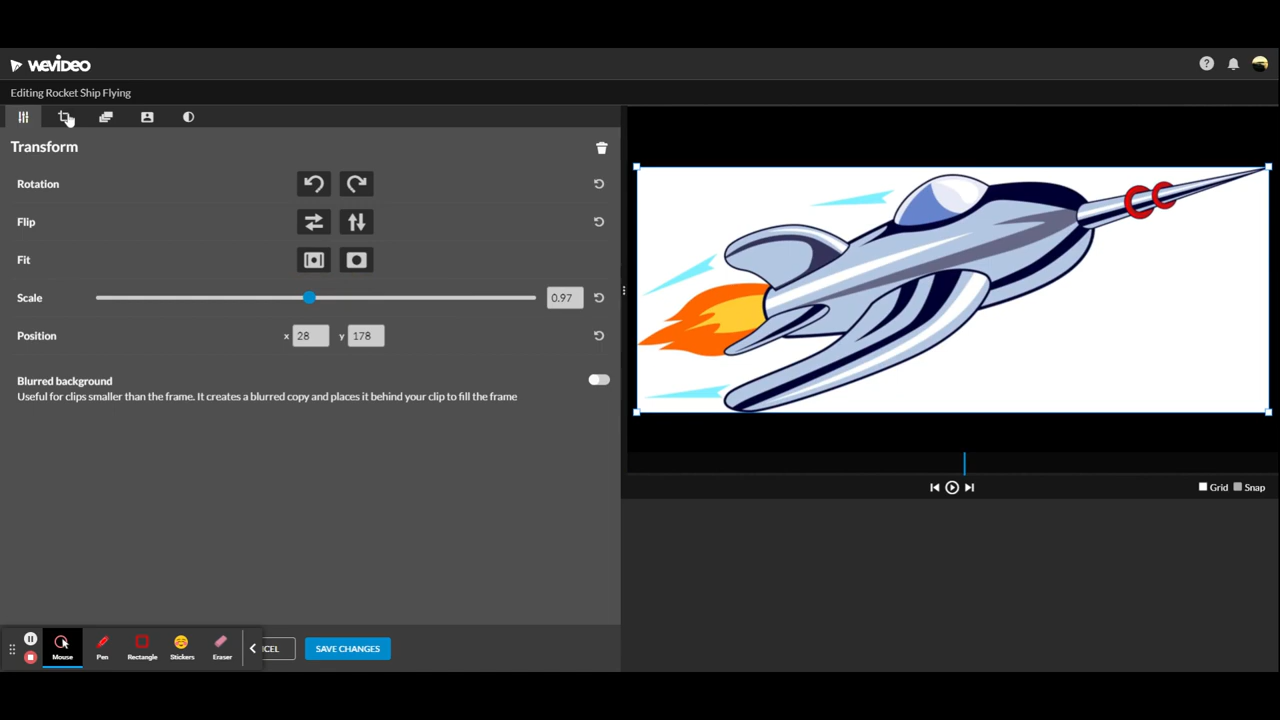 WEVIDEO
Editing Rocket Ship Flying
Transform
Rotation
Flip
Fit
Scale 0.97
Position x 28 y 178
Blurred background
Useful for clips smaller than the frame. It creates a blurred copy and places it behind your clip to fill the frame
Grid Snap
Mouse Pen Rectangle Stickers Eraser
CEL SAVE CHANGES